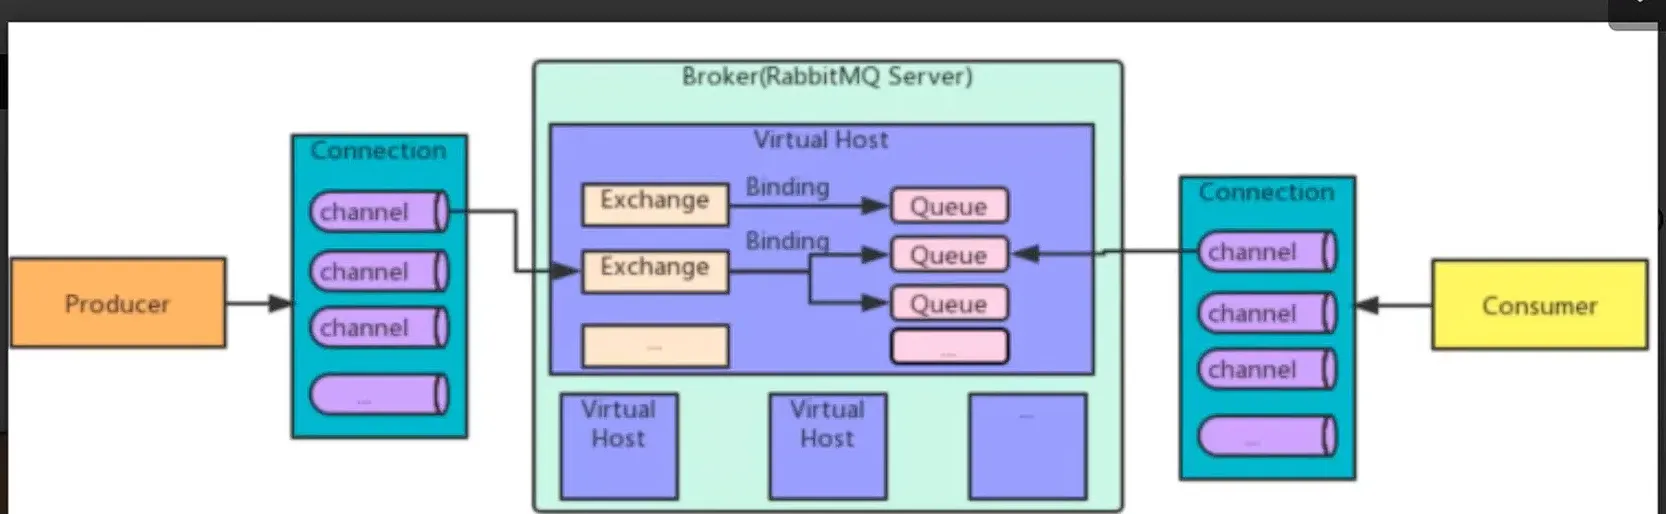 Broker(RabbitMQ Server)
Virtual Host
Connection
channel
channel
channel
...
Producer
Exchange
Binding
Queue
Exchange
Binding
Queue
Queue
...
...
Virtual
Host
Virtual
Host
...
Connection
channel
channel
channel
...
Consumer